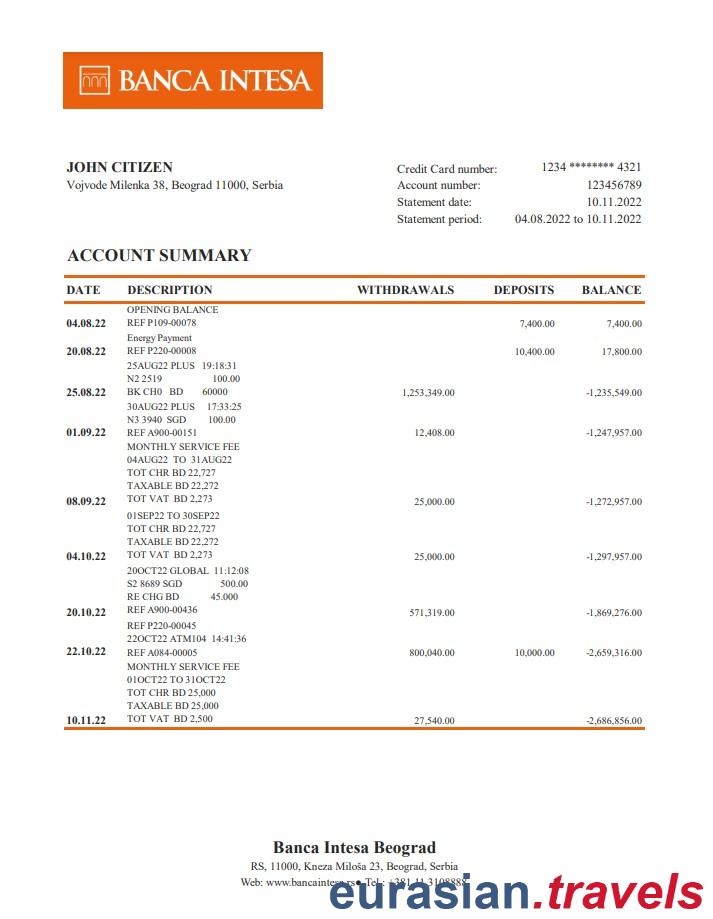 BANCA INTESA
JOHN CITIZEN
Vojvode Milenka 38, Beograd 11000, Serbia
Credit Card number: 1234 ******** 4321
Account number: 123456789
Statement date: 10.11.2022
Statement period: 04.08.2022 to 10.11.2022
ACCOUNT SUMMARY
DATE DESCRIPTION WITHDRAWALS DEPOSITS BALANCE
OPENING BALANCE
04.08.22 REF P109-00078 7,400.00 7,400.00
Energy Payment
20.08.22 REF P220-00008 10,400.00 17,800.00
25AUG22 PLUS 19:18:31
N2 2519 100.00
25.08.22 BK CH0 BD 60000 1,253,349.00 -1,235,549.00
30AUG22 PLUS 17:33:25
N3 3940 SGD 100.00
01.09.22 REF A900-00151 12,408.00 -1,247,957.00
MONTHLY SERVICE FEE
04AUG22 TO 31AUG22
TOT CHR BD 22,727
TAXABLE BD 22,272
08.09.22 TOT VAT BD 2,273 25,000.00 -1,272,957.00
01SEP22 TO 30SEP22
TOT CHR BD 22,727
TAXABLE BD 22,272
04.10.22 TOT VAT BD 2,273 25,000.00 -1,297,957.00
20OCT22 GLOBAL 11:12:08
S2 8689 SGD 500.00
RE CHG BD 45.000
20.10.22 REF A900-00436 571,319.00 -1,869,276.00
REF P220-00045
22OCT22 ATM104 14:41:36
22.10.22 REF A084-00005 800,040.00 10,000.00 -2,659,316.00
MONTHLY SERVICE FEE
01OCT22 TO 31OCT22
TOT CHR BD 25,000
TAXABLE BD 25,000
10.11.22 TOT VAT BD 2,500 27,540.00 -2,686,856.00
Banca Intesa Beograd
RS, 11000, Kneza Miloša 23, Beograd, Serbia
Web: www.bancaintesa.rs● Tel.: +381 11 3108888
eurasian.travels